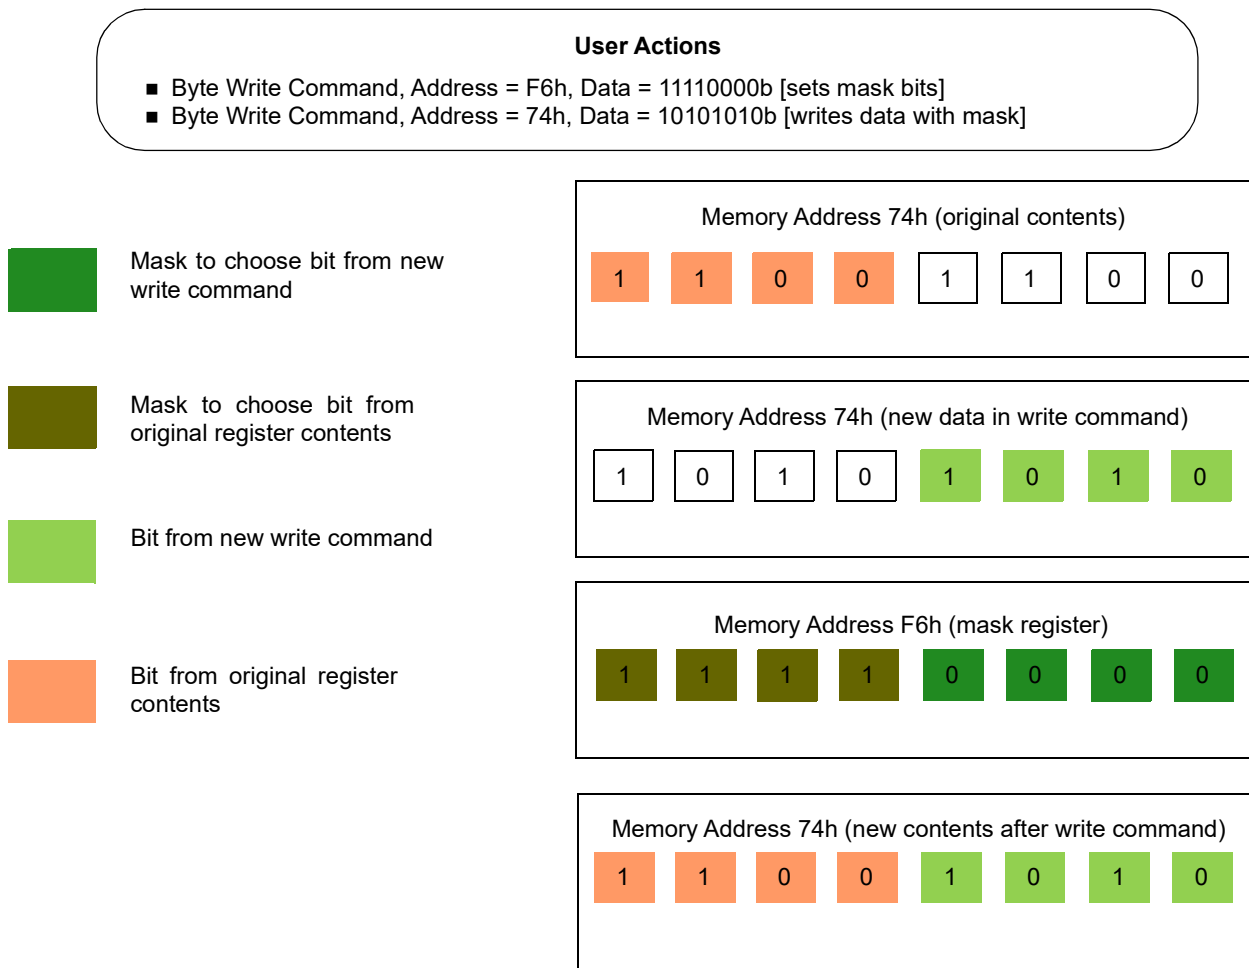 User Actions
■ Byte Write Command, Address = F6h, Data = 11110000b [sets mask bits]
■ Byte Write Command, Address = 74h, Data = 10101010b [writes data with mask]
Mask to choose bit from new
write command
Mask to choose bit from
original register contents
Bit from new write command
Bit from original register
contents
Memory Address 74h (original contents)
1 1 0 0 1 1 0 0
Memory Address 74h (new data in write command)
1 0 1 0 1 0 1 0
Memory Address F6h (mask register)
1 1 1 1 0 0 0 0
Memory Address 74h (new contents after write command)
1 1 0 0 1 0 1 0